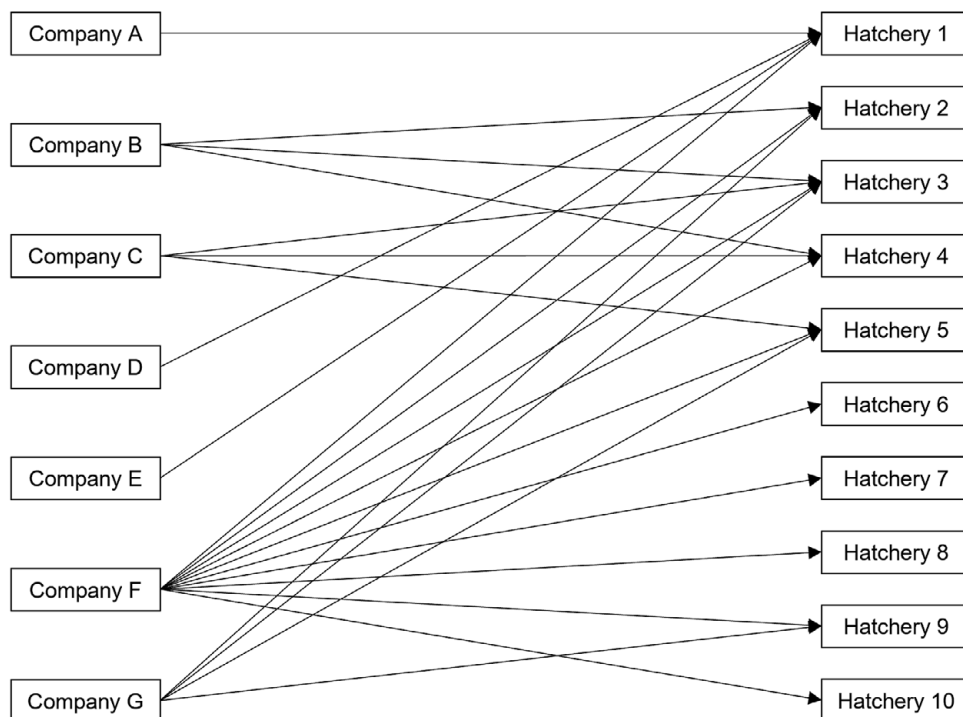 Company A
Hatchery 1
Hatchery 2
Company B
Hatchery 3
Company C
Hatchery 4
Hatchery 5
Company D
Hatchery 6
Company E
Hatchery 7
Hatchery 8
Company F
Hatchery 9
Company G
Hatchery 10